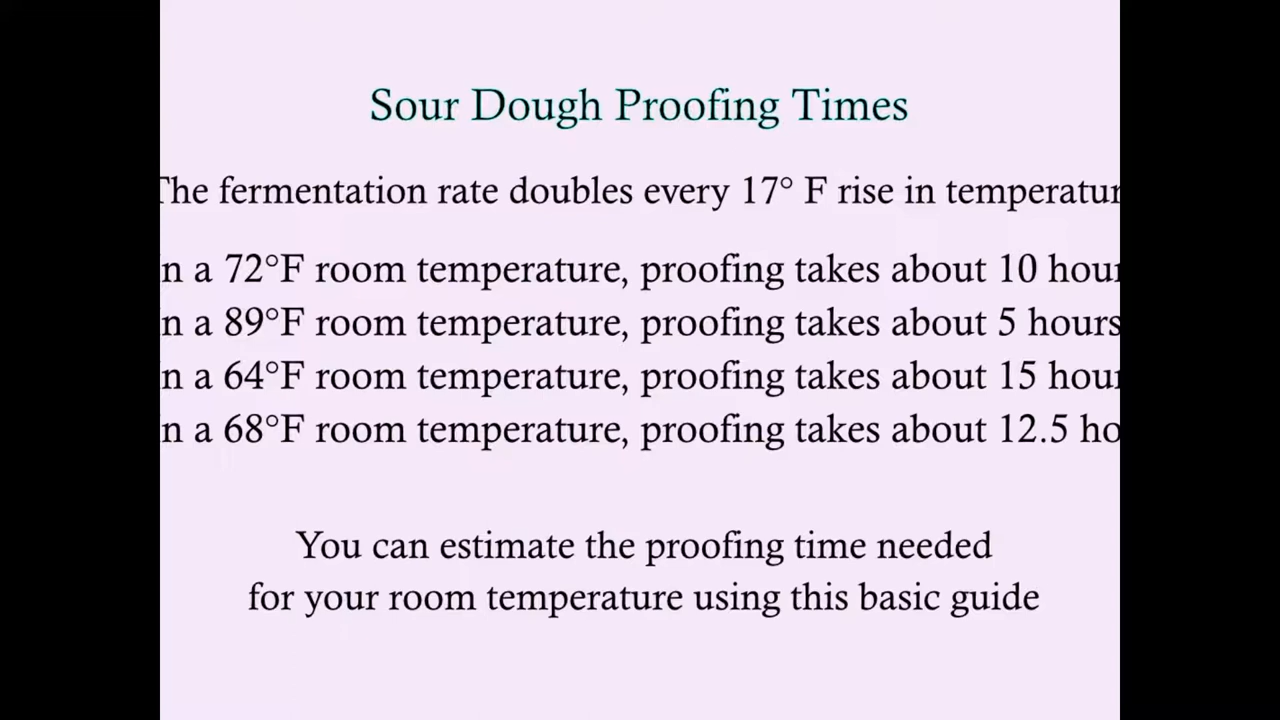 Sour Dough Proofing Times
The fermentation rate doubles every 17° F rise in temperatur
n a 72°F room temperature, proofing takes about 10 hour
n a 89°F room temperature, proofing takes about 5 hours
n a 64°F room temperature, proofing takes about 15 hour
n a 68°F room temperature, proofing takes about 12.5 ho
You can estimate the proofing time needed
for your room temperature using this basic guide